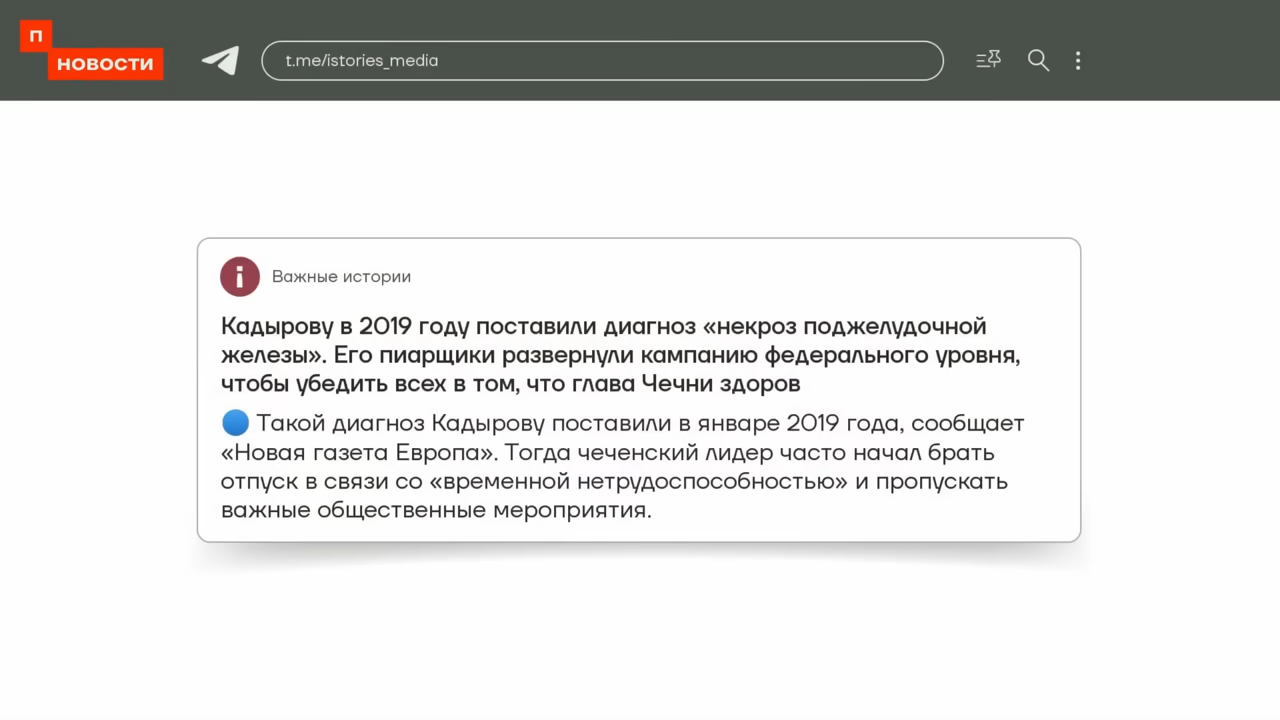 П
НОВОСТИ
t.me/istories_media
Важные истории
Кадырову в 2019 году поставили диагноз «некроз поджелудочной
железы». Его пиарщики развернули кампанию федерального уровня,
чтобы убедить всех в том, что глава Чечни здоров
Такой диагноз Кадырову поставили в январе 2019 года, сообщает
«Новая газета Европа». Тогда чеченский лидер часто начал брать
отпуск в связи со «временной нетрудоспособностью» и пропускать
важные общественные мероприятия.